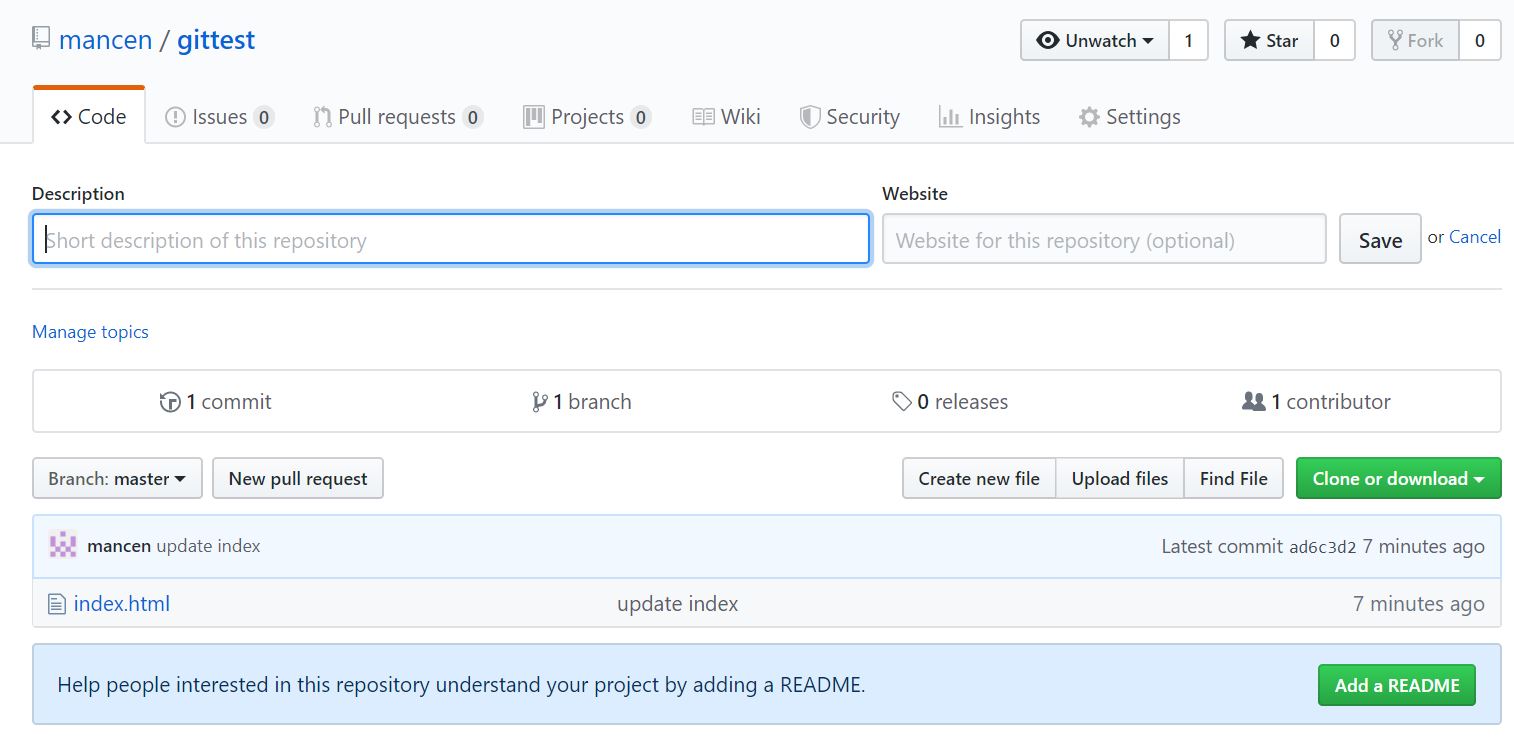 mancen / gittest Unwatch 1 Star 0 Fork 0
Code Issues 0 Pull requests 0 Projects 0 Wiki Security Insights Settings
Description Website
Short description of this repository Website for this repository (optional) Save or Cancel
Manage topics
1 commit 1 branch 0 releases 1 contributor
Branch: master New pull request Create new file Upload files Find File Clone or download
mancen update index Latest commit ad6c3d2 7 minutes ago
index.html update index 7 minutes ago
Help people interested in this repository understand your project by adding a README. Add a README